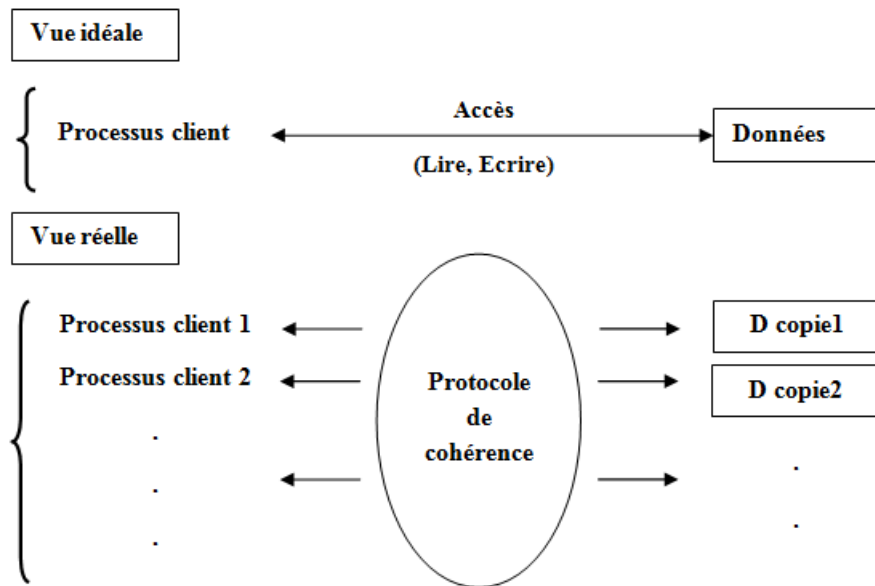 Vue idéale
Accès
Processus client
Données
(Lire, Ecrire)
Vue réelle
Processus client 1
D copie1
Processus client 2
D copie2
Protocole
de
cohérence
.
.
.
.
.